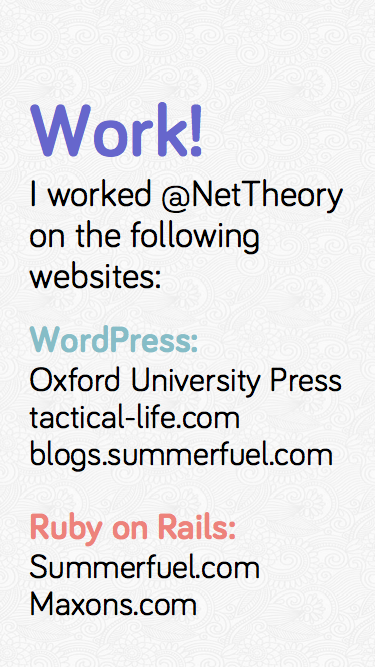 Work!
I worked @NetTheory
on the following
websites:
WordPress:
Oxford University Press
tactical-life.com
blogs.summerfuel.com
Ruby on Rails:
Summerfuel.com
Maxons.com